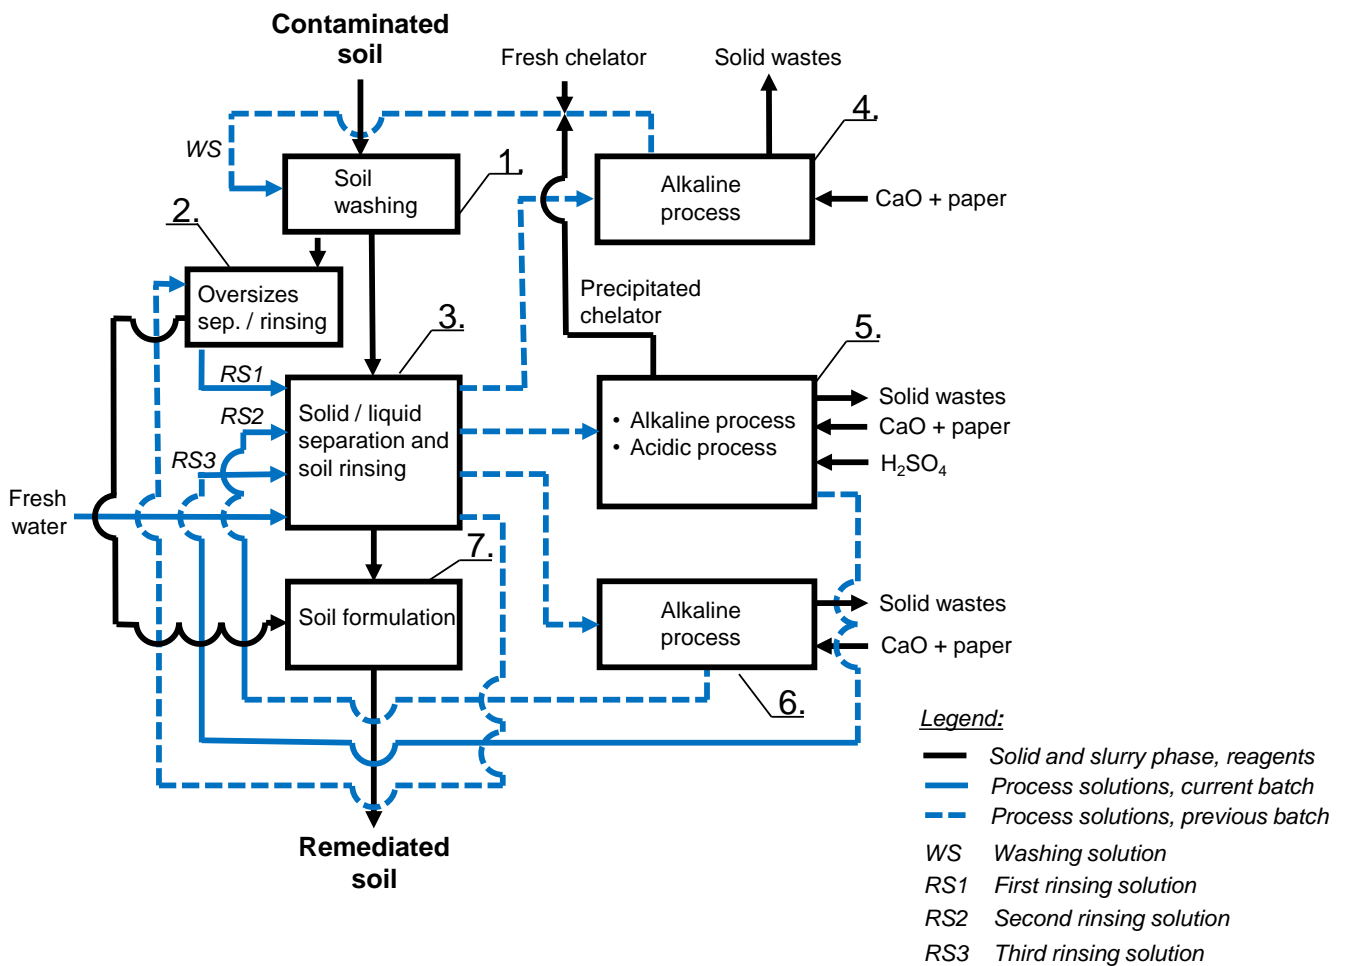 Contaminated
soil
Fresh chelator
Solid wastes
4.
WS
1.
Soil
washing
Alkaline
process
CaO + paper
2.
Oversizes
sep. / rinsing
Precipitated
chelator
3.
5.
RS1
RS2
RS3
Solid / liquid
separation and
soil rinsing
• Alkaline process
• Acidic process
Solid wastes
CaO + paper
H₂SO₄
Fresh
water
7.
Soil formulation
Alkaline
process
Solid wastes
CaO + paper
6.
Remediated
soil
Legend:
Solid and slurry phase, reagents
Process solutions, current batch
Process solutions, previous batch
WS Washing solution
RS1 First rinsing solution
RS2 Second rinsing solution
RS3 Third rinsing solution